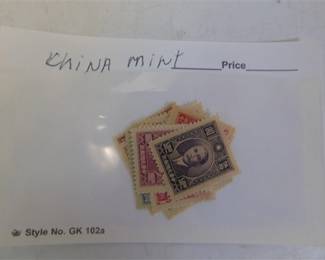 China mint Price
Style No. GK 102a